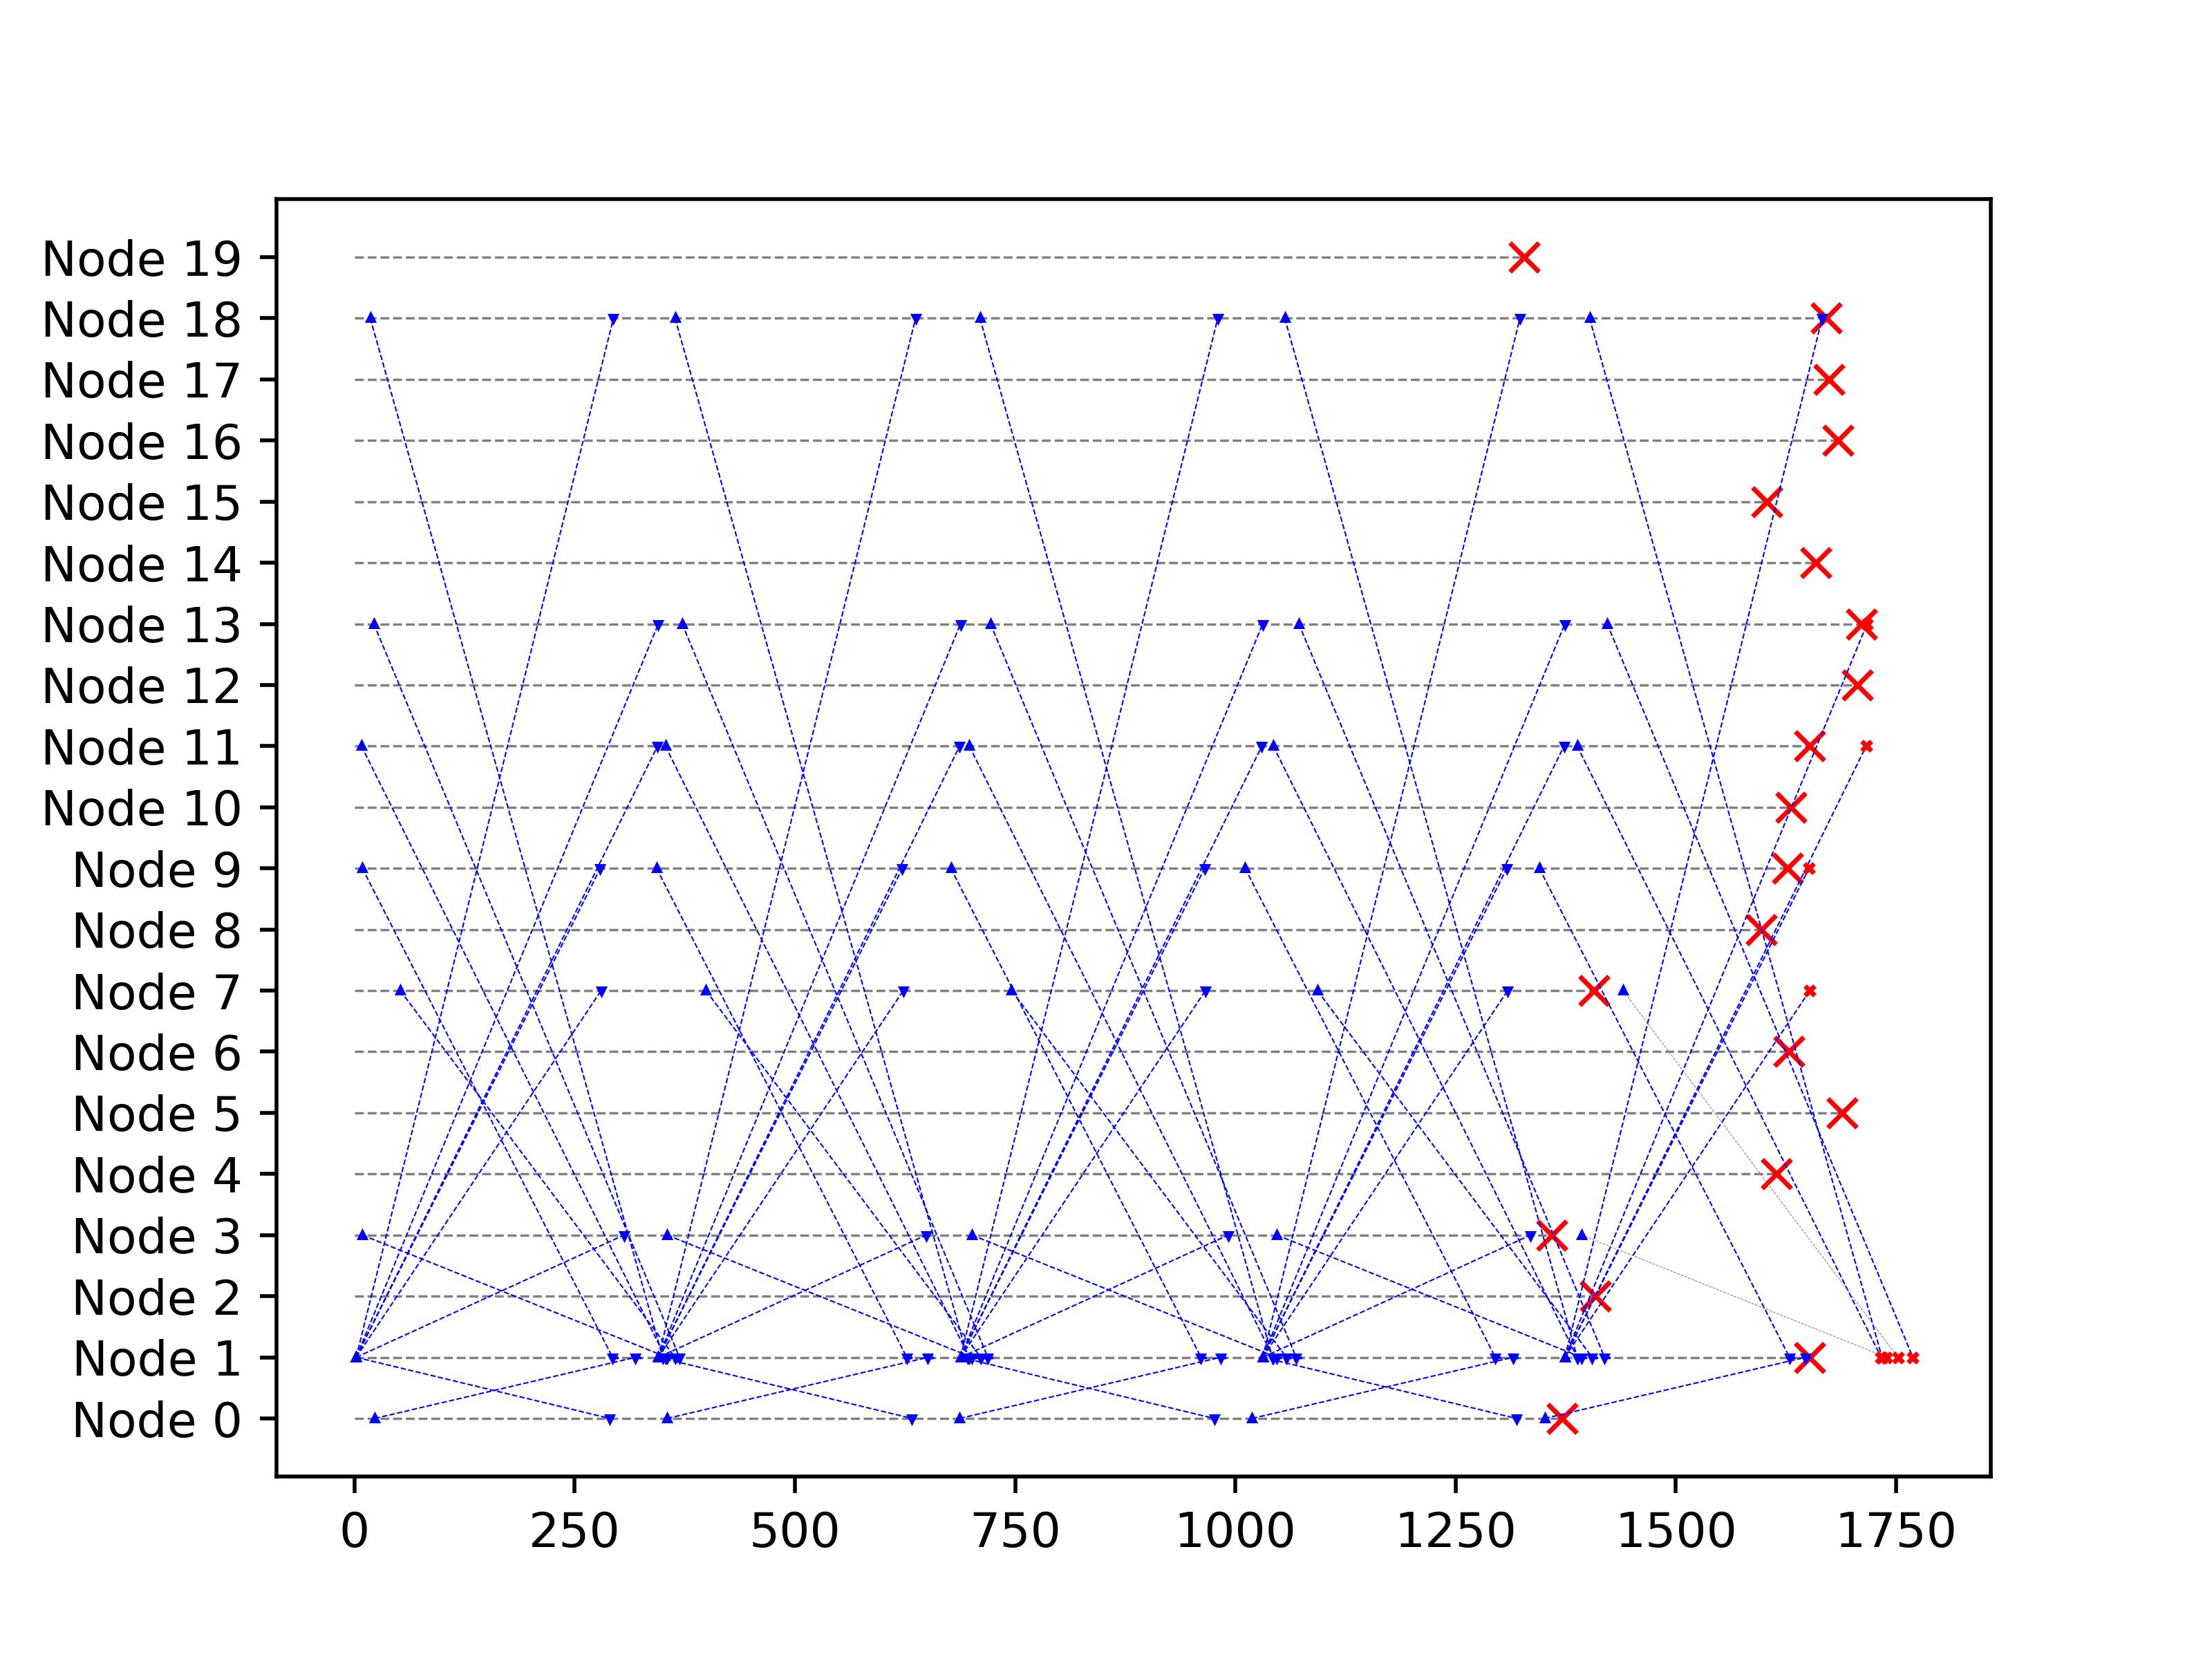 Node 19
Node 18
Node 17
Node 16
Node 15
Node 14
Node 13
Node 12
Node 11
Node 10
Node 9
Node 8
Node 7
Node 6
Node 5
Node 4
Node 3
Node 2
Node 1
Node 0
0 250 500 750 1000 1250 1500 1750